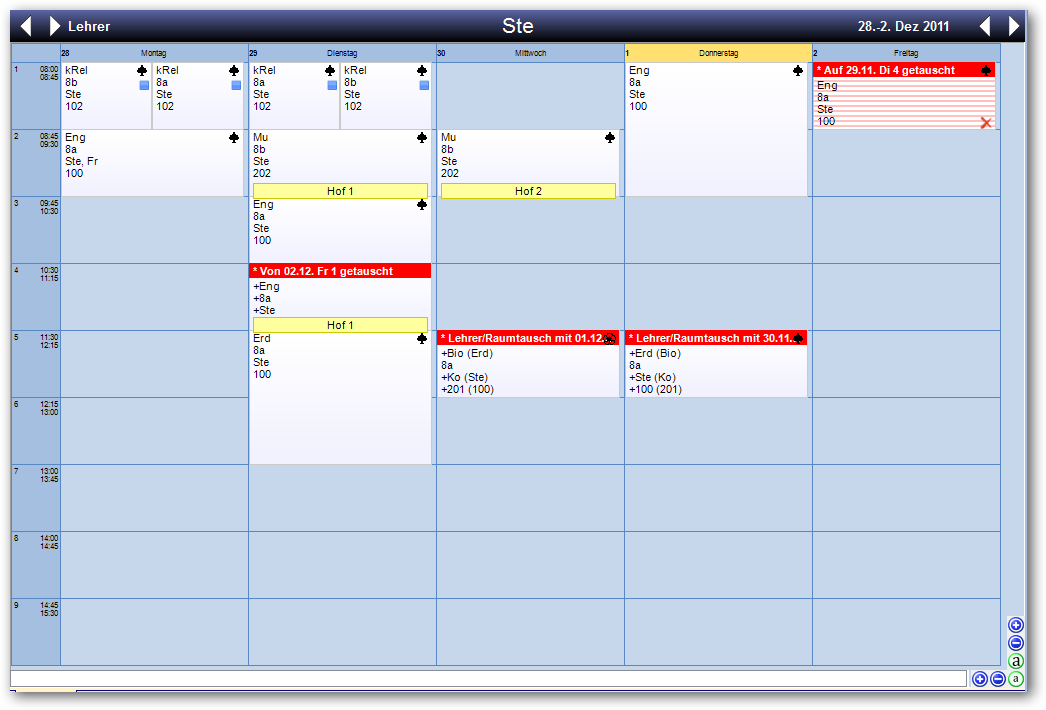 Lehrer
Ste
28.-2. Dez 2011
28 Montag
29 Dienstag
30 Mittwoch
1 Donnerstag
2 Freitag
1 08:00
08:45
kRel
8b
Ste
102
kRel
8a
Ste
102
kRel
8a
Ste
102
kRel
8b
Ste
102
Eng
8a
Ste
100
* Auf 29.11. Di 4 getauscht
Eng
8a
Ste
100
2 08:45
09:30
Eng
8a
Ste, Fr
100
Mu
8b
Ste
202
Hof 1
Mu
8b
Ste
202
Hof 2
3 09:45
10:30
Eng
8a
Ste
100
4 10:30
11:15
* Von 02.12. Fr 1 getauscht
+Eng
+8a
+Ste
Hof 1
5 11:30
12:15
Erd
8a
Ste
100
* Lehrer/Raumtausch mit 01.12.
+Bio (Erd)
8a
+Ko (Ste)
+201 (100)
* Lehrer/Raumtausch mit 30.11.
+Erd (Bio)
8a
+Ste (Ko)
+100 (201)
6 12:15
13:00
7 13:00
13:45
8 14:00
14:45
9 14:45
15:30
a
a